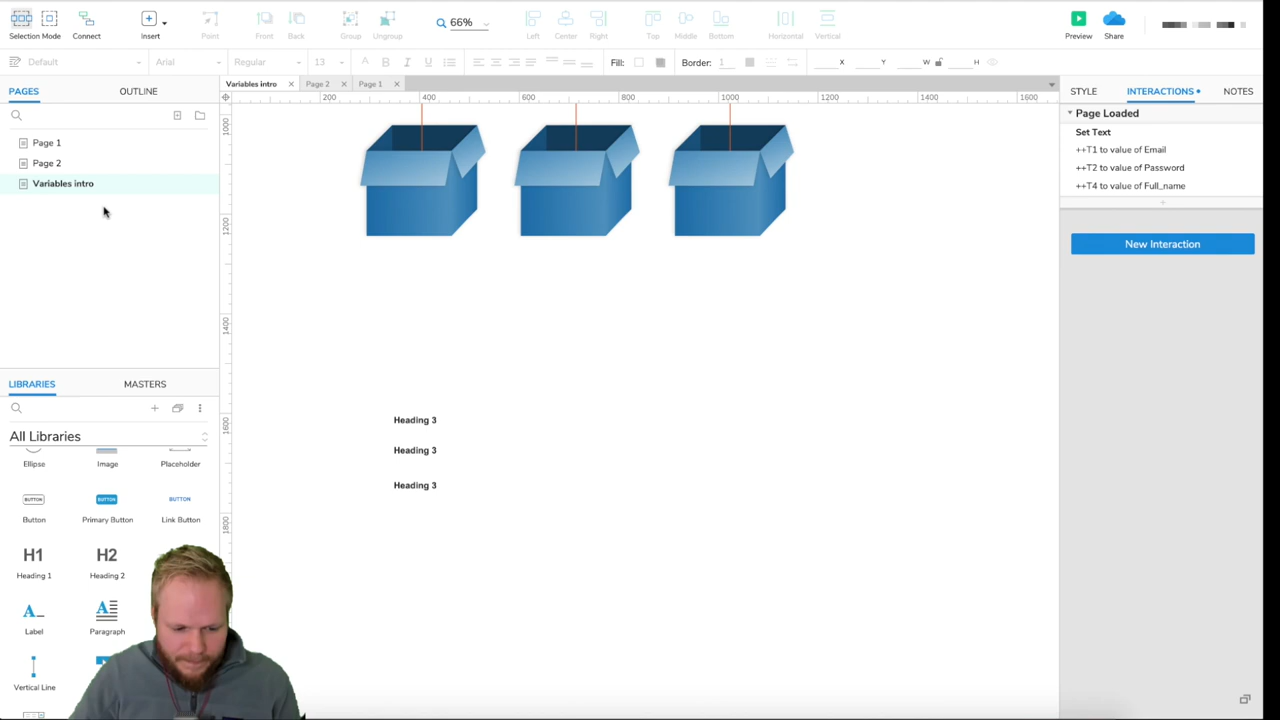 Selection Mode Connect Insert Point Front Back Group Ungroup 66% Left Center Right Top Middle Bottom Horizontal Vertical Preview Share
Default Arial Regular 13 Fill: Border: 1 X Y W H
PAGES OUTLINE
Variables intro Page 2 Page 1
STYLE INTERACTIONS NOTES
200 400 600 800 1000 1200 1400 1600
Page 1
Page 2
Variables intro
Page Loaded
Set Text
++T1 to value of Email
++T2 to value of Password
++T4 to value of Full_name
New Interaction
1000
1200
1400
1600
1800
Heading 3
Heading 3
Heading 3
LIBRARIES MASTERS
All Libraries
Ellipse Image Placeholder
BUTTON BUTTON BUTTON
Button Primary Button Link Button
H1 H2
Heading 1 Heading 2
A_ A
Label Paragraph
Vertical Line